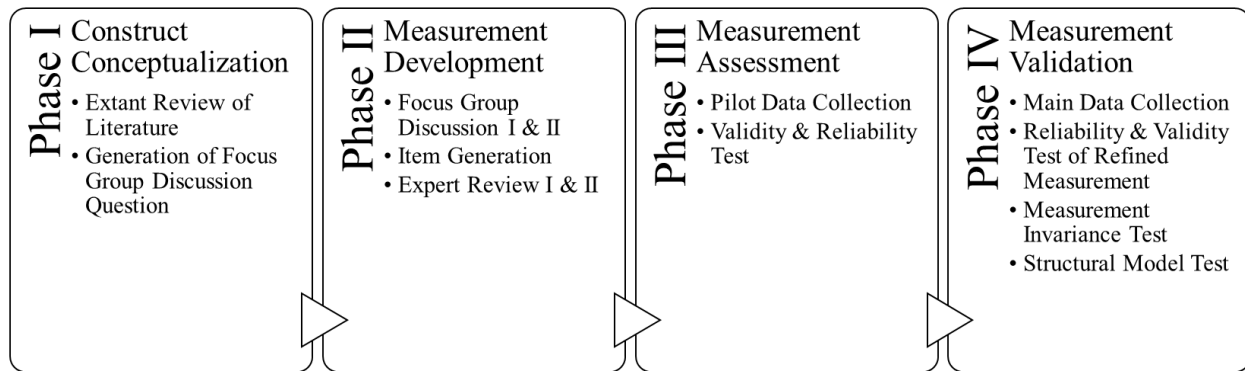 Phase I
Construct
Conceptualization
• Extant Review of
Literature
• Generation of Focus
Group Discussion
Question
Phase II
Measurement
Development
• Focus Group
Discussion I & II
• Item Generation
• Expert Review I & II
Phase III
Measurement
Assessment
• Pilot Data Collection
• Validity & Reliability
Test
Phase IV
Measurement
Validation
• Main Data Collection
• Reliability & Validity
Test of Refined
Measurement
• Measurement
Invariance Test
• Structural Model Test